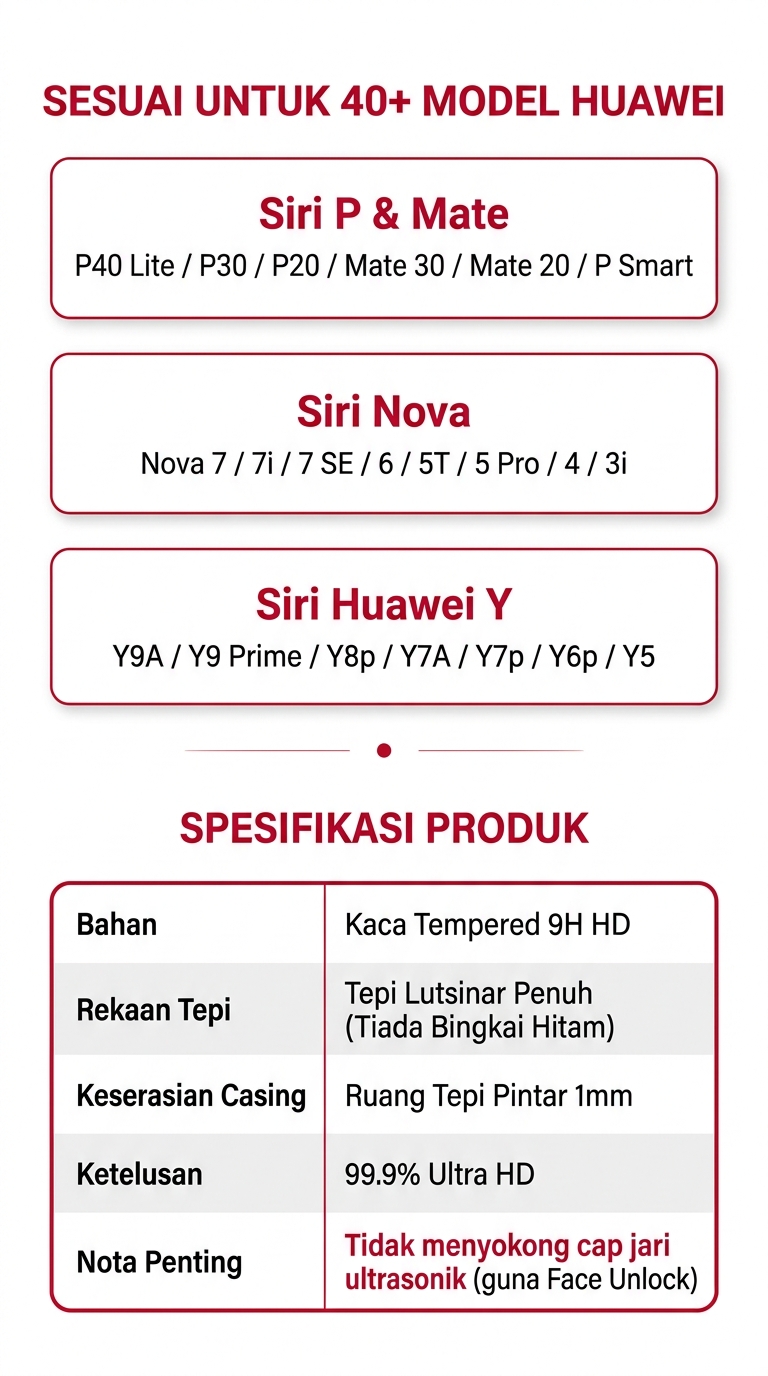 SESUAI UNTUK 40+ MODEL HUAWEI
Siri P & Mate
P40 Lite / P30 / P20 / Mate 30 / Mate 20 / P Smart
Siri Nova
Nova 7 / 7i / 7 SE / 6 / 5T / 5 Pro / 4 / 3i
Siri Huawei Y
Y9A / Y9 Prime / Y8p / Y7A / Y7p / Y6p / Y5
SPESIFIKASI PRODUK
Bahan
Kaca Tempered 9H HD
Rekaan Tepi
Tepi Lutsinar Penuh
(Tiada Bingkai Hitam)
Keserasian Casing
Ruang Tepi Pintar 1mm
Ketelusan
99.9% Ultra HD
Nota Penting
Tidak menyokong cap jari
ultrasonik (guna Face Unlock)